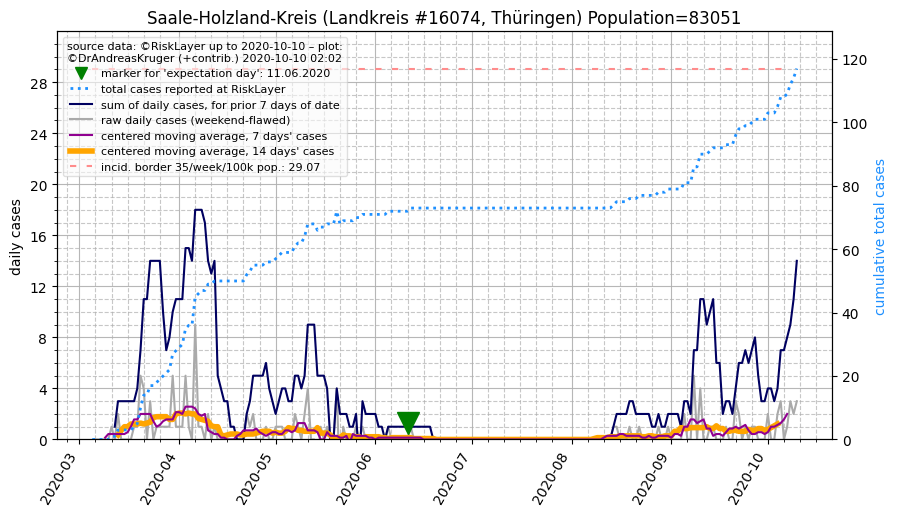 Saale-Holzland-Kreis (Landkreis #16074, Thüringen) Population=83051
source data: ©RiskLayer up to 2020-10-10 – plot:
©DrAndreasKruger (+contrib.) 2020-10-10 02:02
marker for 'expectation day': 11.06.2020
total cases reported at RiskLayer
sum of daily cases, for prior 7 days of date
raw daily cases (weekend-flawed)
centered moving average, 7 days' cases
centered moving average, 14 days' cases
incid. border 35/week/100k pop.: 29.07
daily cases
28
24
20
16
12
8
4
0
cumulative total cases
120
100
80
60
40
20
0
2020-03
2020-04
2020-05
2020-06
2020-07
2020-08
2020-09
2020-10